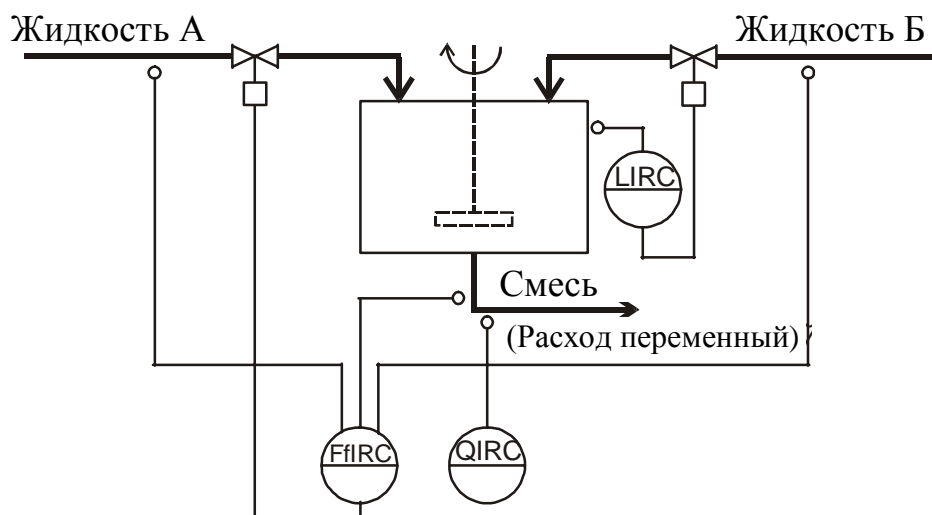 Жидкость А
Жидкость Б
LIRC
Смесь
(Расход переменный)
FfIRC
QIRC